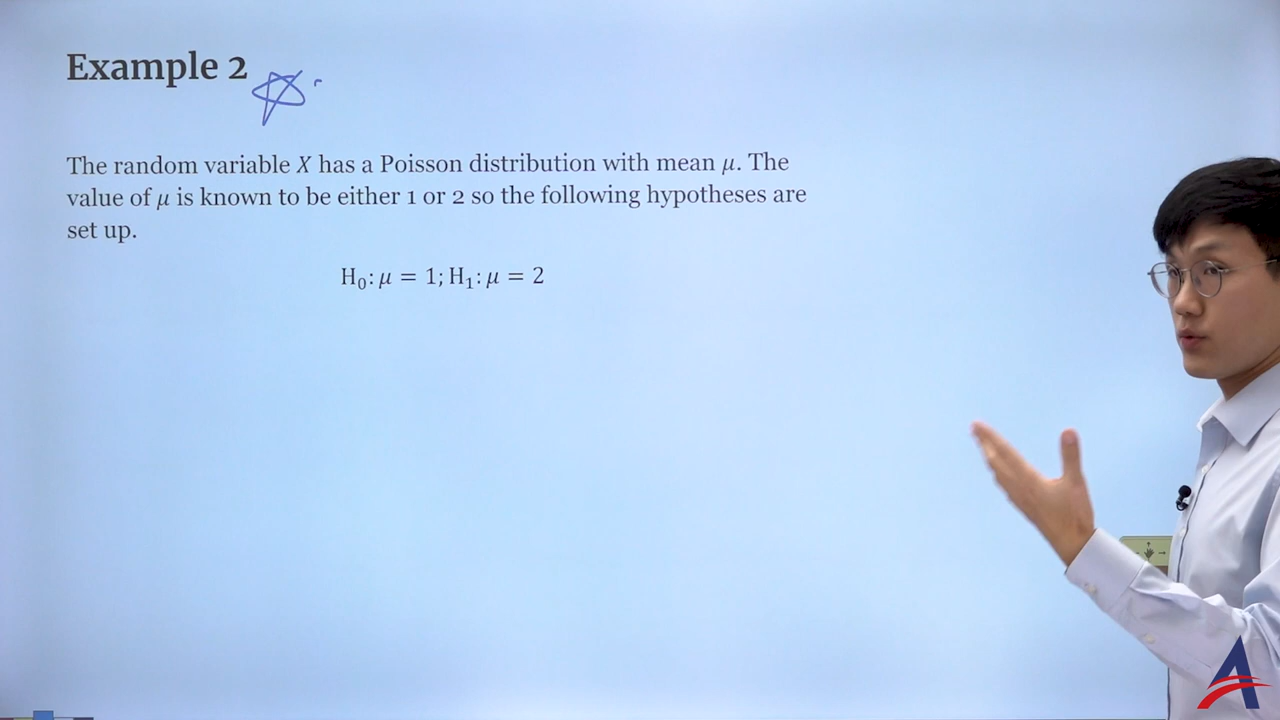 Example 2
The random variable X has a Poisson distribution with mean μ. The
value of μ is known to be either 1 or 2 so the following hypotheses are
set up.
H₀: μ = 1; H₁: μ = 2